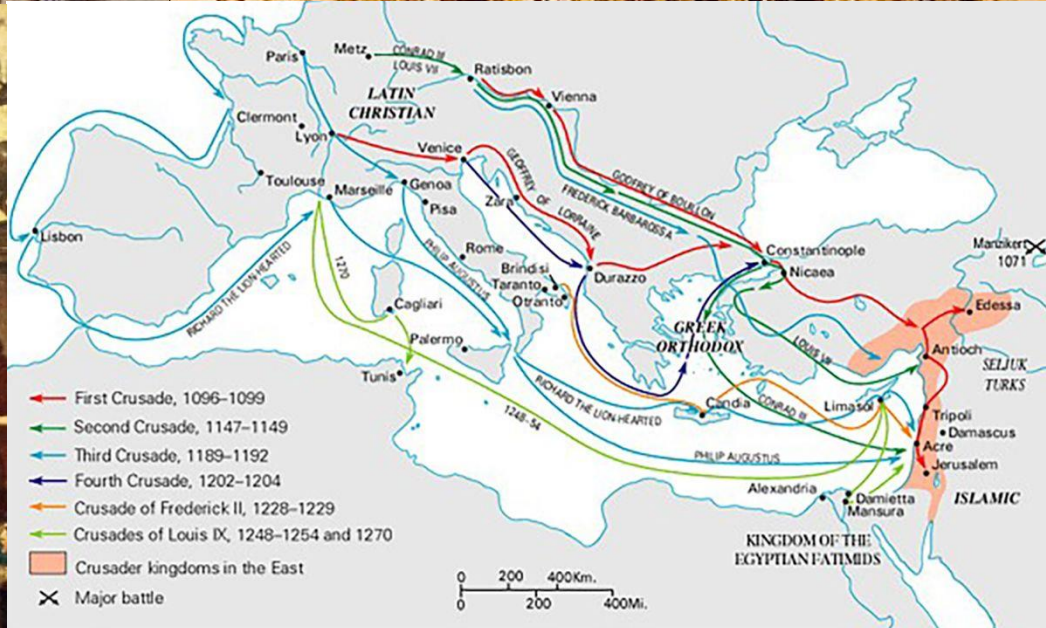 Metz
CONRAD III
LOUIS VII
Paris
Ratisbon
LATIN
CHRISTIAN
Vienna
Clermont
Lyon
Venice
GEOFFREY OF LORRAINE
GODFREY OF BOUILLON
FREDERICK BARBAROSSA
Toulouse
Marseille
Genoa
Pisa
Zara
Lisbon
Rome
Constantinople
Manzikert
1071
Nicaea
Durazzo
Brindisi
Taranto
Otranto
RICHARD THE LION-HEARTED
1270
PHILIP AUGUSTUS
Cagliari
Edessa
GREEK
ORTHODOX
LOUIS VII
Antioch
SELJUK
TURKS
Palermo
Tunis
RICHARD THE LION-HEARTED
Candia
CONRAD III
Limasol
Tripoli
Damascus
1248–54
PHILIP AUGUSTUS
Acre
Jerusalem
Alexandria
Damietta
Mansura
ISLAMIC
KINGDOM OF THE
EGYPTIAN FATIMIDS
First Crusade, 1096–1099
Second Crusade, 1147–1149
Third Crusade, 1189–1192
Fourth Crusade, 1202–1204
Crusade of Frederick II, 1228–1229
Crusades of Louis IX, 1248–1254 and 1270
Crusader kingdoms in the East
Major battle
0 200 400Km.
0 200 400Mi.